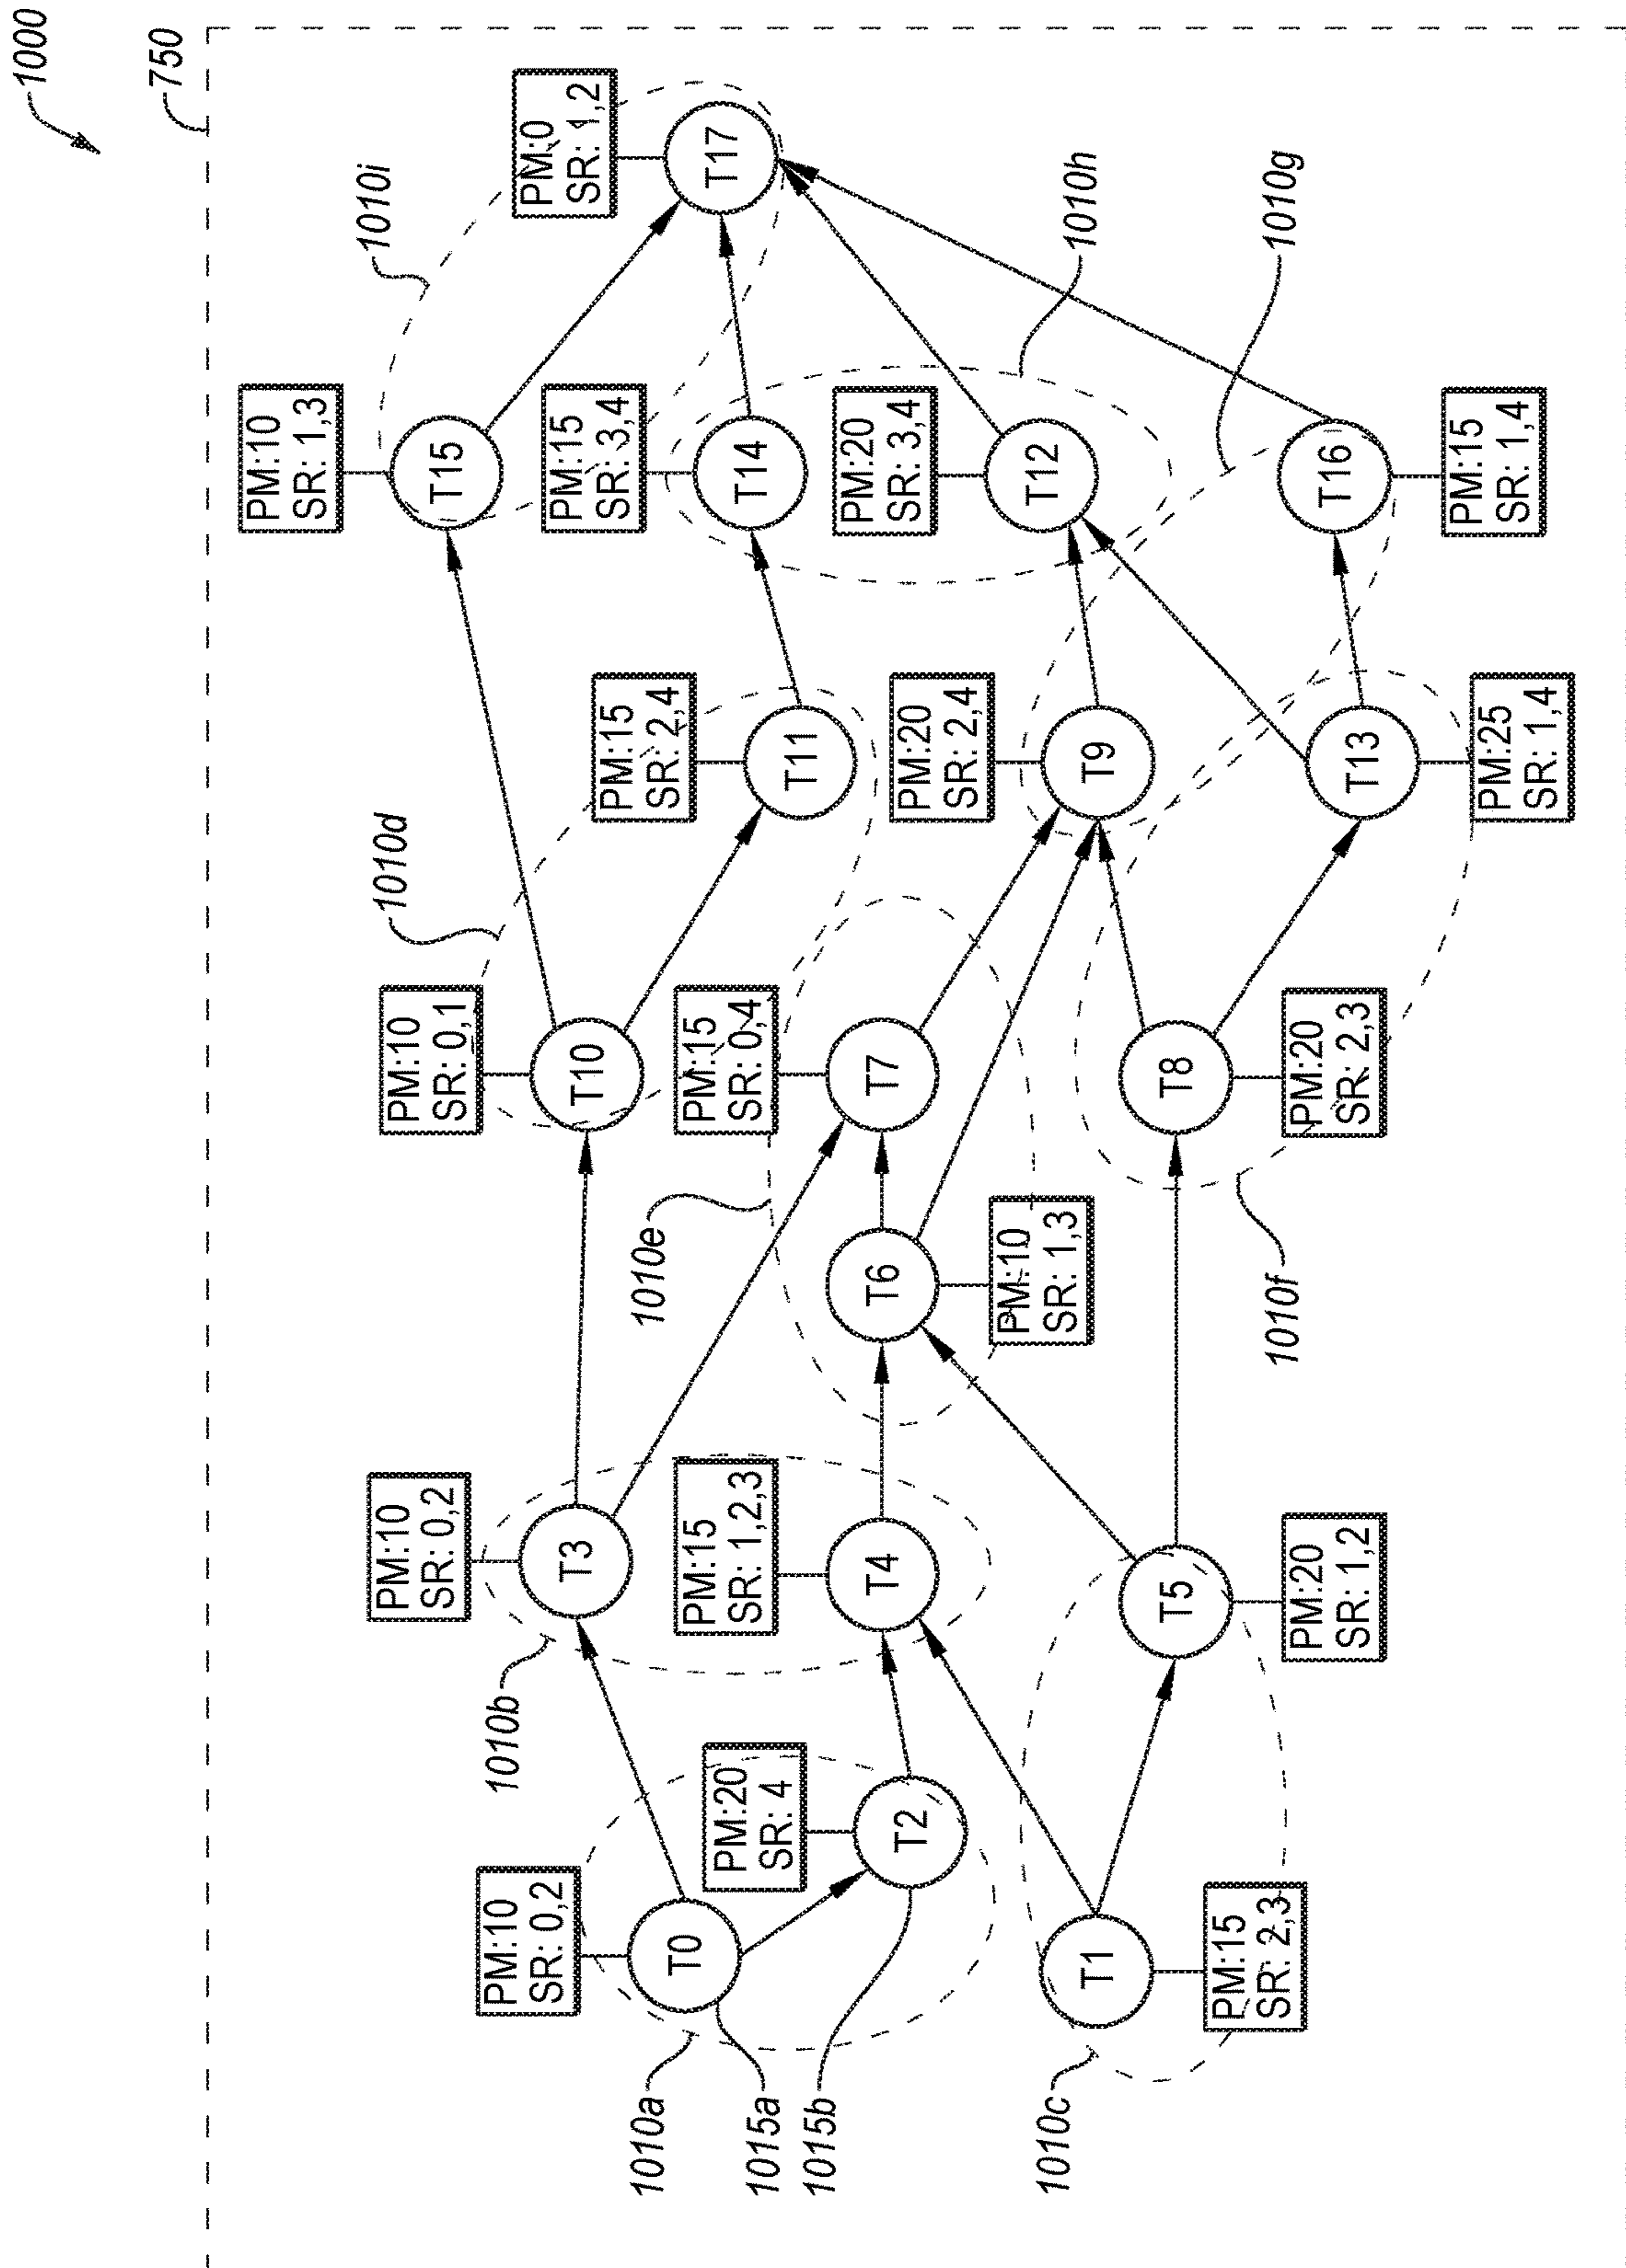 1000
750
PM:0
SR: 1,2
T17
1010i
1010h
1010g
PM:10
SR: 1,3
T15
PM:15
SR: 3,4
T14
PM:20
SR: 3,4
T12
T16
PM:15
SR: 1,4
1010d
PM:15
SR: 2,4
T11
PM:20
SR: 2,4
T9
T13
PM:25
SR: 1,4
PM:10
SR: 0,1
T10
PM:15
SR: 0,4
T7
T8
PM:20
SR: 2,3
1010e
T6
PM:10
SR: 1,3
1010f
PM:10
SR: 0,2
T3
PM:15
SR: 1,2,3
T4
T5
PM:20
SR: 1,2
1010b
PM:20
SR: 4
T2
PM:10
SR: 0,2
T0
T1
PM:15
SR: 2,3
1010a
1015a
1015b
1010c